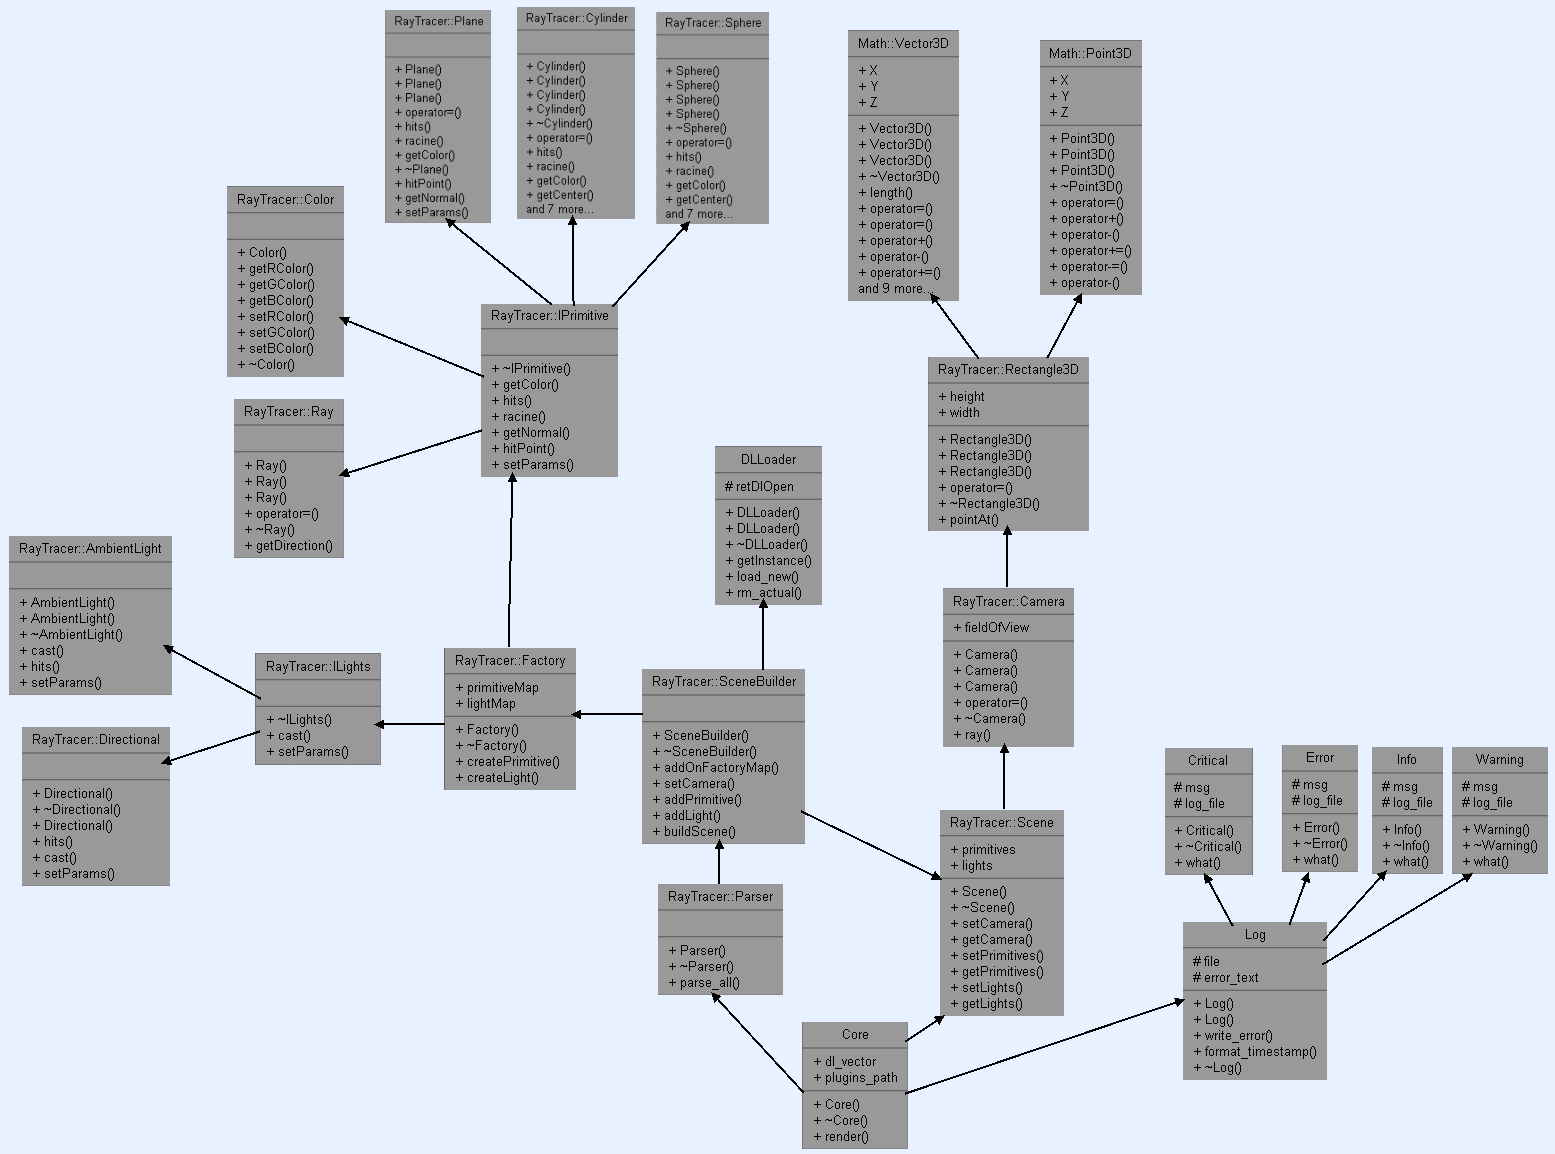 RayTracer::Plane
+ Plane()
+ Plane()
+ Plane()
+ operator=()
+ hits()
+ racine()
+ getColor()
+ ~Plane()
+ hitPoint()
+ getNormal()
+ setParams()
RayTracer::Cylinder
+ Cylinder()
+ Cylinder()
+ Cylinder()
+ Cylinder()
+ ~Cylinder()
+ operator=()
+ hits()
+ racine()
+ getColor()
+ getCenter()
and 7 more...
RayTracer::Sphere
+ Sphere()
+ Sphere()
+ Sphere()
+ Sphere()
+ ~Sphere()
+ operator=()
+ hits()
+ racine()
+ getColor()
+ getCenter()
and 7 more...
Math::Vector3D
+ X
+ Y
+ Z
+ Vector3D()
+ Vector3D()
+ Vector3D()
+ ~Vector3D()
+ length()
+ operator=()
+ operator=()
+ operator+()
+ operator-()
+ operator+=()
and 9 more...
Math::Point3D
+ X
+ Y
+ Z
+ Point3D()
+ Point3D()
+ Point3D()
+ ~Point3D()
+ operator=()
+ operator+()
+ operator-()
+ operator+=()
+ operator-=()
+ operator-()
RayTracer::Color
+ Color()
+ getRColor()
+ getGColor()
+ getBColor()
+ setRColor()
+ setGColor()
+ setBColor()
+ ~Color()
RayTracer::IPrimitive
+ ~IPrimitive()
+ getColor()
+ hits()
+ racine()
+ getNormal()
+ hitPoint()
+ setParams()
RayTracer::Rectangle3D
+ height
+ width
+ Rectangle3D()
+ Rectangle3D()
+ Rectangle3D()
+ operator=()
+ ~Rectangle3D()
+ pointAt()
RayTracer::Ray
+ Ray()
+ Ray()
+ Ray()
+ operator=()
+ ~Ray()
+ getDirection()
DLLoader
# retDlOpen
+ DLLoader()
+ DLLoader()
+ ~DLLoader()
+ getInstance()
+ load_new()
+ rm_actual()
RayTracer::AmbientLight
+ AmbientLight()
+ AmbientLight()
+ ~AmbientLight()
+ cast()
+ hits()
+ setParams()
RayTracer::Camera
+ fieldOfView
+ Camera()
+ Camera()
+ Camera()
+ operator=()
+ ~Camera()
+ ray()
RayTracer::ILights
+ ~ILights()
+ cast()
+ setParams()
RayTracer::Factory
+ primitiveMap
+ lightMap
+ Factory()
+ ~Factory()
+ createPrimitive()
+ createLight()
RayTracer::SceneBuilder
+ SceneBuilder()
+ ~SceneBuilder()
+ addOnFactoryMap()
+ setCamera()
+ addPrimitive()
+ addLight()
+ buildScene()
RayTracer::Directional
+ Directional()
+ ~Directional()
+ Directional()
+ hits()
+ cast()
+ setParams()
Critical
# msg
# log_file
+ Critical()
+ ~Critical()
+ what()
Error
# msg
# log_file
+ Error()
+ ~Error()
+ what()
Info
# msg
# log_file
+ Info()
+ ~Info()
+ what()
Warning
# msg
# log_file
+ Warning()
+ ~Warning()
+ what()
RayTracer::Scene
+ primitives
+ lights
+ Scene()
+ ~Scene()
+ setCamera()
+ getCamera()
+ setPrimitives()
+ getPrimitives()
+ setLights()
+ getLights()
RayTracer::Parser
+ Parser()
+ ~Parser()
+ parse_all()
Log
# file
# error_text
+ Log()
+ Log()
+ write_error()
+ format_timestamp()
+ ~Log()
Core
+ dl_vector
+ plugins_path
+ Core()
+ ~Core()
+ render()